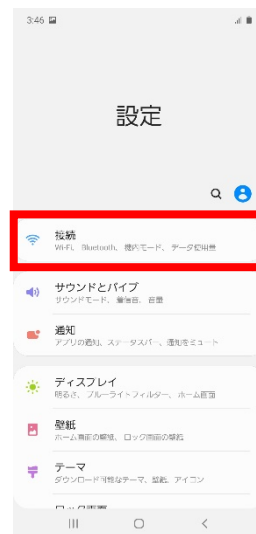 3:46
設定
接続
Wi-Fi、Bluetooth、機内モード、データ使用量
サウンドとバイブ
サウンドモード、着信音、音量
通知
アプリの通知、ステータスバー、通知をミュート
ディスプレイ
明るさ、ブルーライトフィルター、ホーム画面
壁紙
ホーム画面の壁紙、ロック画面の壁紙
テーマ
ダウンロード可能なテーマ、壁紙、アイコン
ロック画面